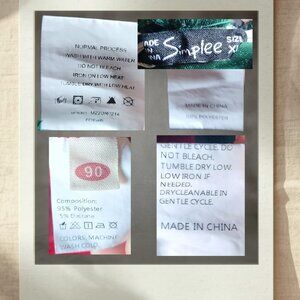 NORMAL PROCESS
WASH WITH WARM WATER
DO NOT BLEACH
IRON ON LOW HEAT
TUMBLE DRY WITH LOW HEAT
MADE IN
Simplee
SIZE
MADE IN CHINA
100% POLYESTER
90
Composition:
95% Polyester
5% Elastane
COLORS, MACHINE
WASH COLD,
GENTLE CYCLE. DO
NOT BLEACH.
TUMBLE DRY LOW.
LOW IRON IF
NEEDED.
DRYCLEANABLE IN
GENTLE CYCLE.
MADE IN CHINA